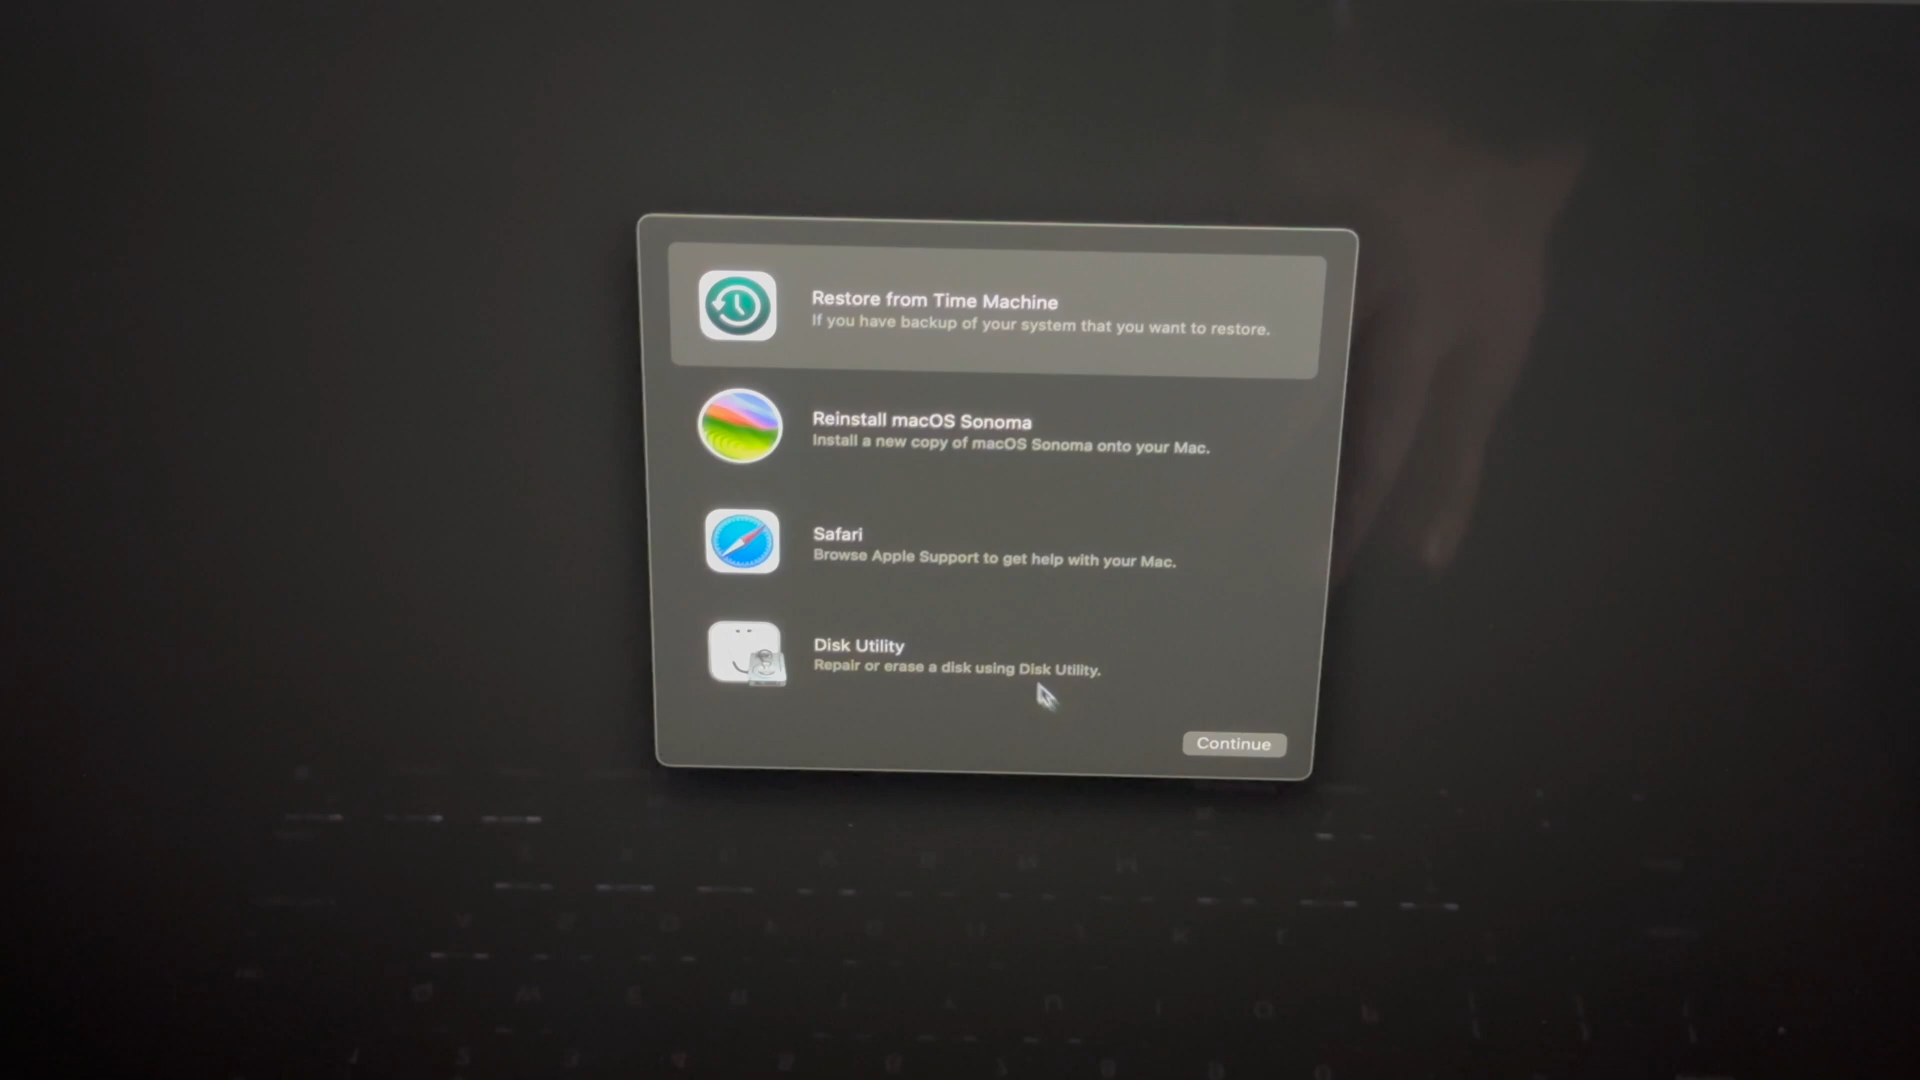 Restore from Time Machine
If you have backup of your system that you want to restore.
Reinstall macOS Sonoma
Install a new copy of macOS Sonoma onto your Mac.
Safari
Browse Apple Support to get help with your Mac.
Disk Utility
Repair or erase a disk using Disk Utility.
Continue